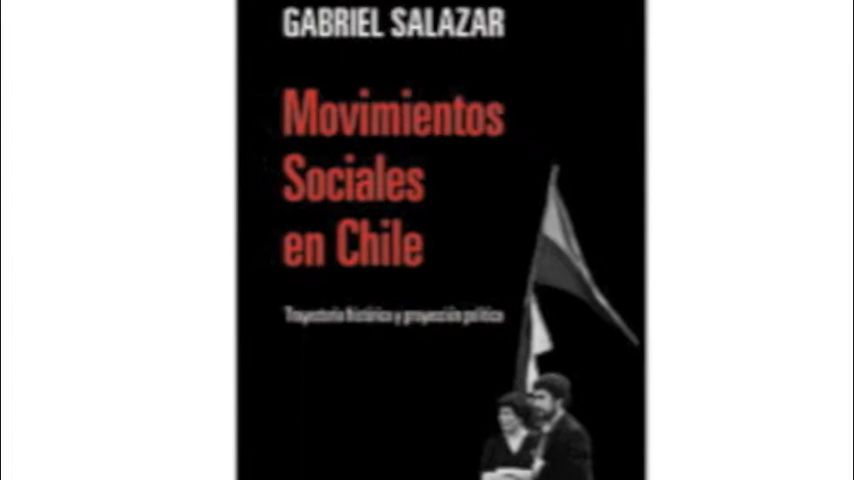 GABRIEL SALAZAR
Movimientos
Sociales
en Chile
Trayectoria histórica y proyección política